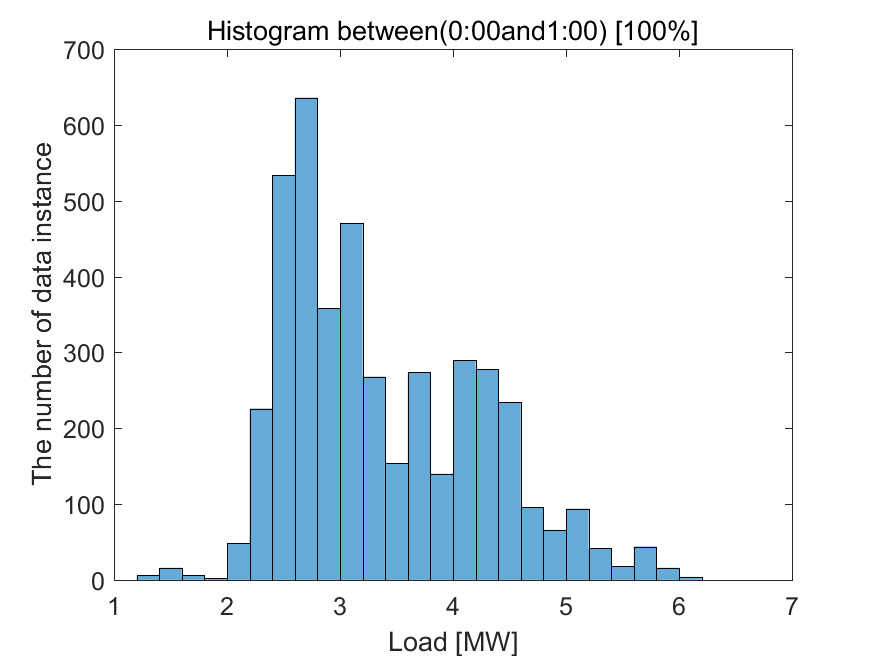 Histogram between(0:00and1:00) [100%]
700
600
500
400
300
200
100
0
The number of data instance
1 2 3 4 5 6 7
Load [MW]